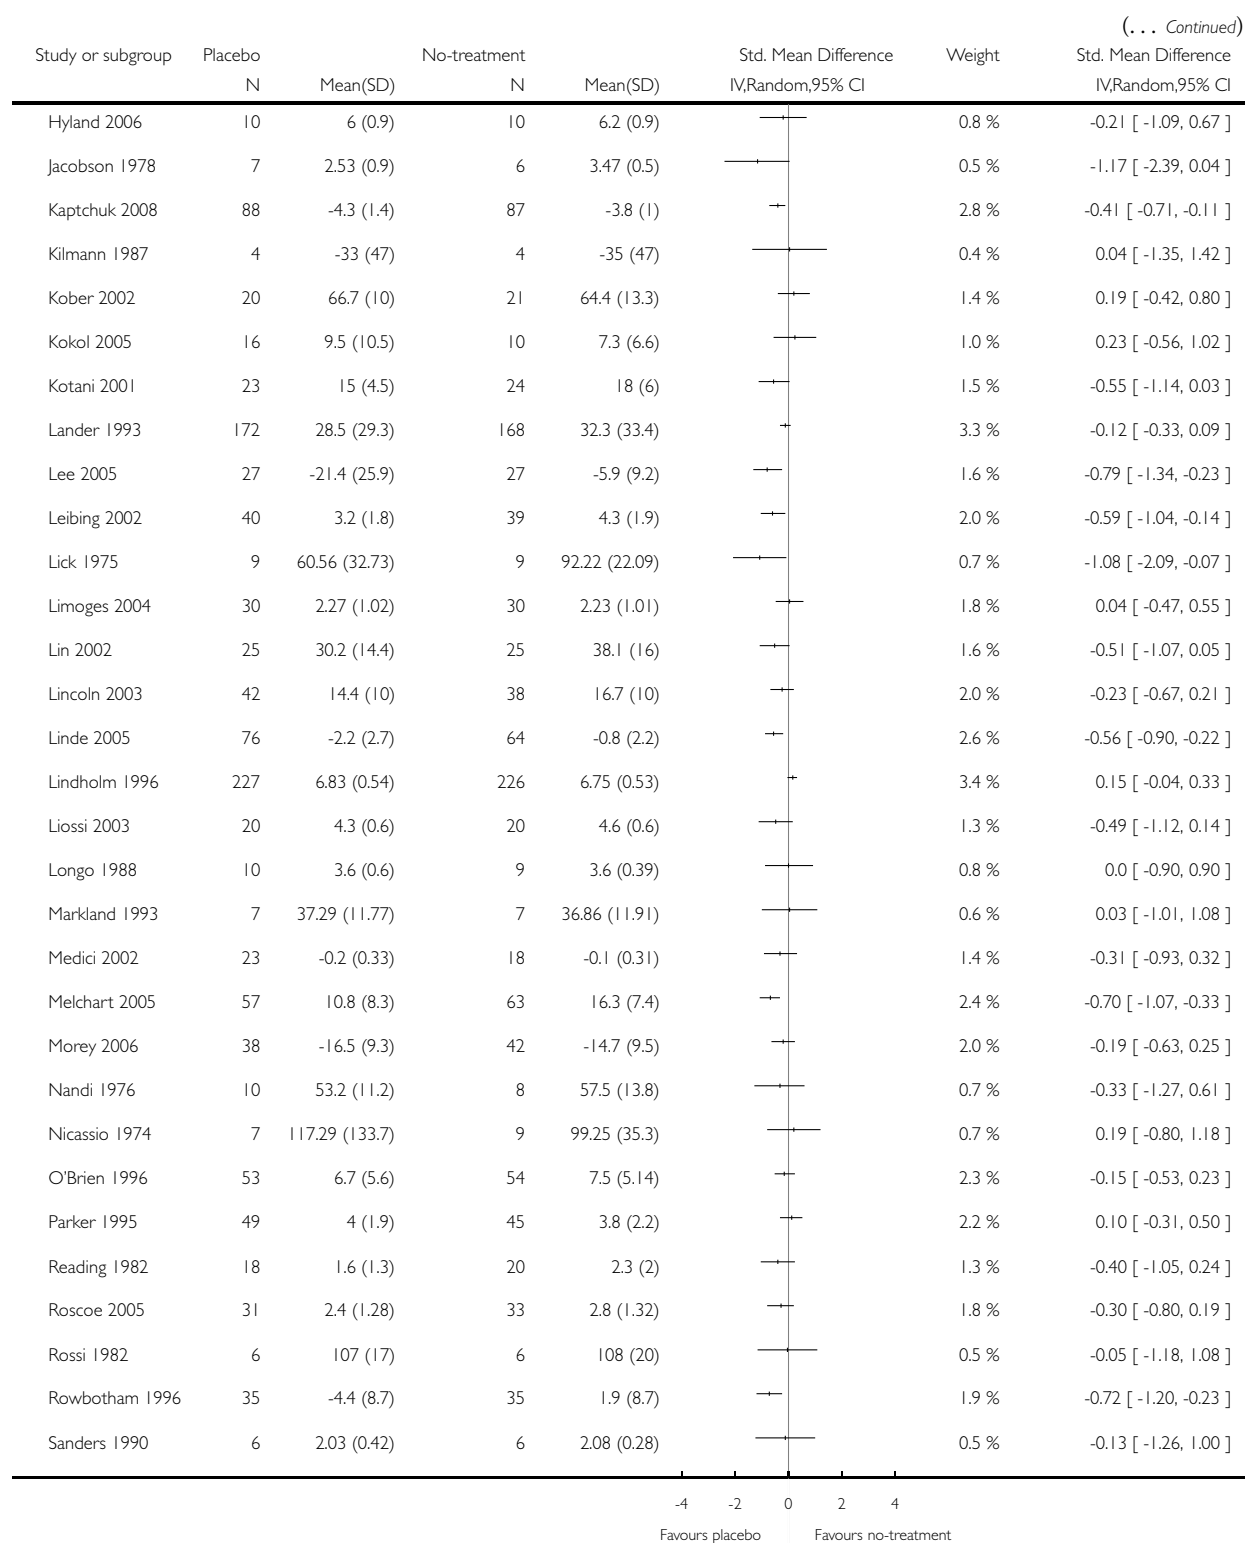 (... Continued)
Study or subgroup Placebo No-treatment Std. Mean Difference Weight Std. Mean Difference
N Mean(SD) N Mean(SD) IV,Random,95% CI IV,Random,95% CI
Hyland 2006 10 6 (0.9) 10 6.2 (0.9) 0.8 % -0.21 [ -1.09, 0.67 ]
Jacobson 1978 7 2.53 (0.9) 6 3.47 (0.5) 0.5 % -1.17 [ -2.39, 0.04 ]
Kaptchuk 2008 88 -4.3 (1.4) 87 -3.8 (1) 2.8 % -0.41 [ -0.71, -0.11 ]
Kilmann 1987 4 -33 (47) 4 -35 (47) 0.4 % 0.04 [ -1.35, 1.42 ]
Kober 2002 20 66.7 (10) 21 64.4 (13.3) 1.4 % 0.19 [ -0.42, 0.80 ]
Kokol 2005 16 9.5 (10.5) 10 7.3 (6.6) 1.0 % 0.23 [ -0.56, 1.02 ]
Kotani 2001 23 15 (4.5) 24 18 (6) 1.5 % -0.55 [ -1.14, 0.03 ]
Lander 1993 172 28.5 (29.3) 168 32.3 (33.4) 3.3 % -0.12 [ -0.33, 0.09 ]
Lee 2005 27 -21.4 (25.9) 27 -5.9 (9.2) 1.6 % -0.79 [ -1.34, -0.23 ]
Leibing 2002 40 3.2 (1.8) 39 4.3 (1.9) 2.0 % -0.59 [ -1.04, -0.14 ]
Lick 1975 9 60.56 (32.73) 9 92.22 (22.09) 0.7 % -1.08 [ -2.09, -0.07 ]
Limoges 2004 30 2.27 (1.02) 30 2.23 (1.01) 1.8 % 0.04 [ -0.47, 0.55 ]
Lin 2002 25 30.2 (14.4) 25 38.1 (16) 1.6 % -0.51 [ -1.07, 0.05 ]
Lincoln 2003 42 14.4 (10) 38 16.7 (10) 2.0 % -0.23 [ -0.67, 0.21 ]
Linde 2005 76 -2.2 (2.7) 64 -0.8 (2.2) 2.6 % -0.56 [ -0.90, -0.22 ]
Lindholm 1996 227 6.83 (0.54) 226 6.75 (0.53) 3.4 % 0.15 [ -0.04, 0.33 ]
Liossi 2003 20 4.3 (0.6) 20 4.6 (0.6) 1.3 % -0.49 [ -1.12, 0.14 ]
Longo 1988 10 3.6 (0.6) 9 3.6 (0.39) 0.8 % 0.0 [ -0.90, 0.90 ]
Markland 1993 7 37.29 (11.77) 7 36.86 (11.91) 0.6 % 0.03 [ -1.01, 1.08 ]
Medici 2002 23 -0.2 (0.33) 18 -0.1 (0.31) 1.4 % -0.31 [ -0.93, 0.32 ]
Melchart 2005 57 10.8 (8.3) 63 16.3 (7.4) 2.4 % -0.70 [ -1.07, -0.33 ]
Morey 2006 38 -16.5 (9.3) 42 -14.7 (9.5) 2.0 % -0.19 [ -0.63, 0.25 ]
Nandi 1976 10 53.2 (11.2) 8 57.5 (13.8) 0.7 % -0.33 [ -1.27, 0.61 ]
Nicassio 1974 7 117.29 (133.7) 9 99.25 (35.3) 0.7 % 0.19 [ -0.80, 1.18 ]
O'Brien 1996 53 6.7 (5.6) 54 7.5 (5.14) 2.3 % -0.15 [ -0.53, 0.23 ]
Parker 1995 49 4 (1.9) 45 3.8 (2.2) 2.2 % 0.10 [ -0.31, 0.50 ]
Reading 1982 18 1.6 (1.3) 20 2.3 (2) 1.3 % -0.40 [ -1.05, 0.24 ]
Roscoe 2005 31 2.4 (1.28) 33 2.8 (1.32) 1.8 % -0.30 [ -0.80, 0.19 ]
Rossi 1982 6 107 (17) 6 108 (20) 0.5 % -0.05 [ -1.18, 1.08 ]
Rowbotham 1996 35 -4.4 (8.7) 35 1.9 (8.7) 1.9 % -0.72 [ -1.20, -0.23 ]
Sanders 1990 6 2.03 (0.42) 6 2.08 (0.28) 0.5 % -0.13 [ -1.26, 1.00 ]
-4 -2 0 2 4
Favours placebo Favours no-treatment